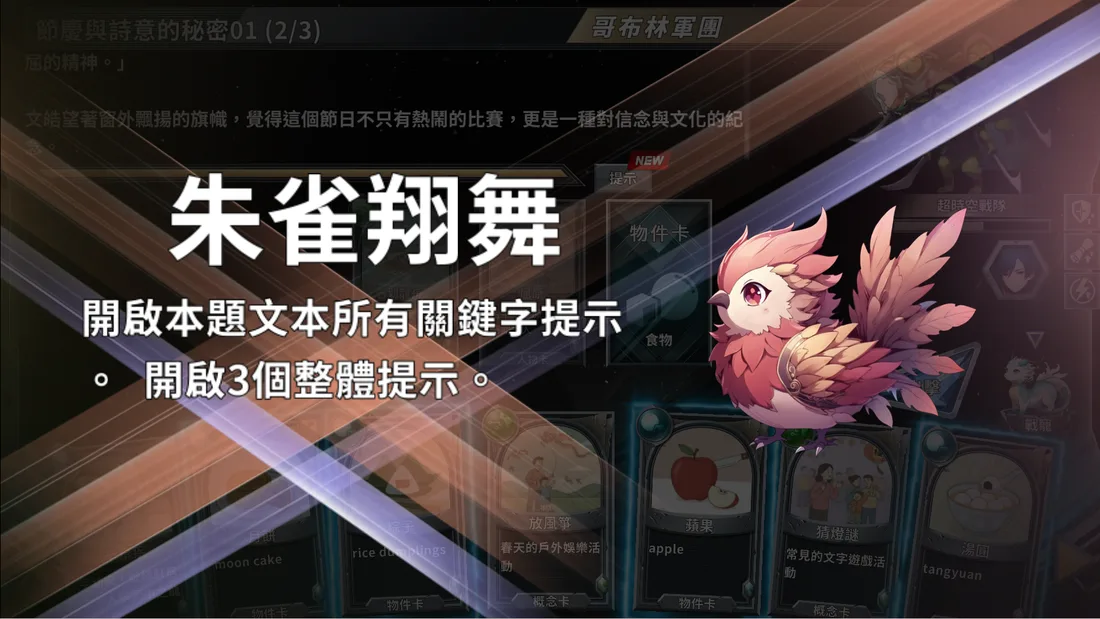 節慶與詩意的秘密01 (2/3)
哥布林軍團
屈的精神。」
文皓望著窗外飄揚的旗幟，覺得這個節日不只有熱鬧的比賽，更是一種對信念與文化的紀
念。
NEW
提示
朱雀翔舞
物件卡
超時空戰隊
開啟本題文本所有關鍵字提示
。 開啟3個整體提示。
食物
戰寵
月餅
放風箏
蘋果
猜燈謎
湯圓
moon cake
rice dumplings
春天的戶外娛樂活
動
apple
常見的文字遊戲活
動
tangyuan
物件卡
物件卡
概念卡
物件卡
概念卡